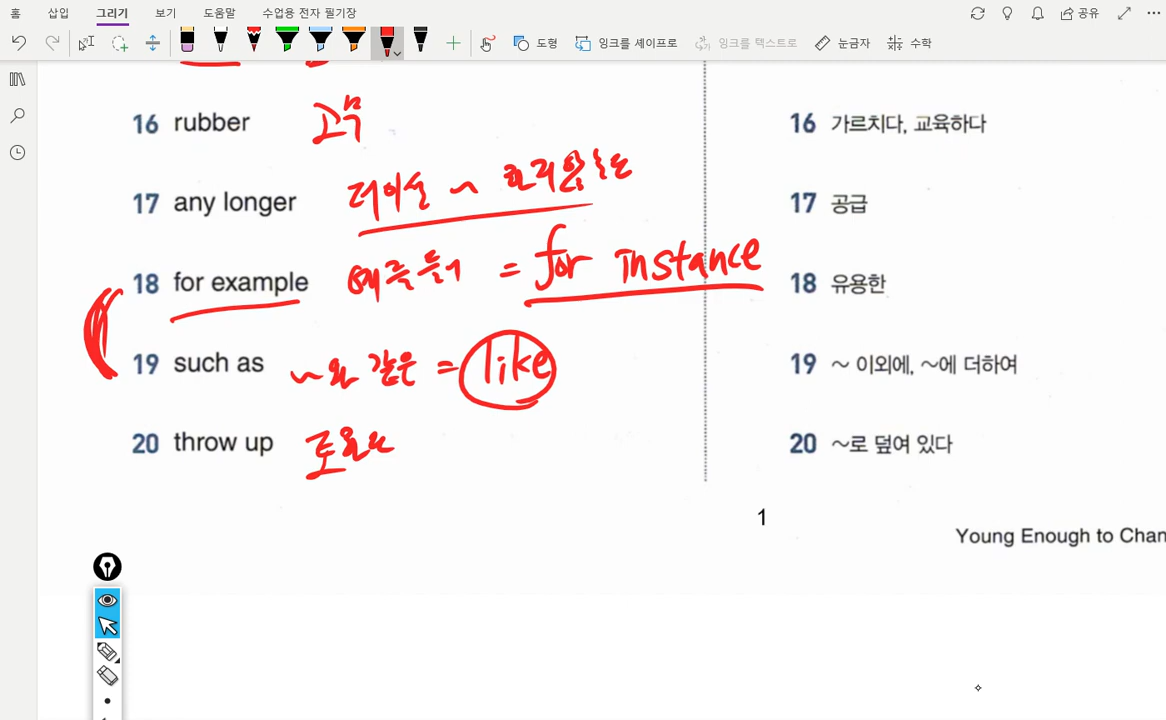 홈 삽입 그리기 보기 도움말 수업용 전자 필기장 공유
도형 잉크를 셰이프로 잉크를 텍스트로 눈금자 수학
16 rubber 고무
17 any longer 더이상 ~ 하지않는
18 for example 예를들어 = for instance
19 such as ~와 같은 = like
20 throw up 토하다
16 가르치다, 교육하다
17 공급
18 유용한
19 ~ 이외에, ~에 더하여
20 ~로 덮여 있다
1
Young Enough to Chan